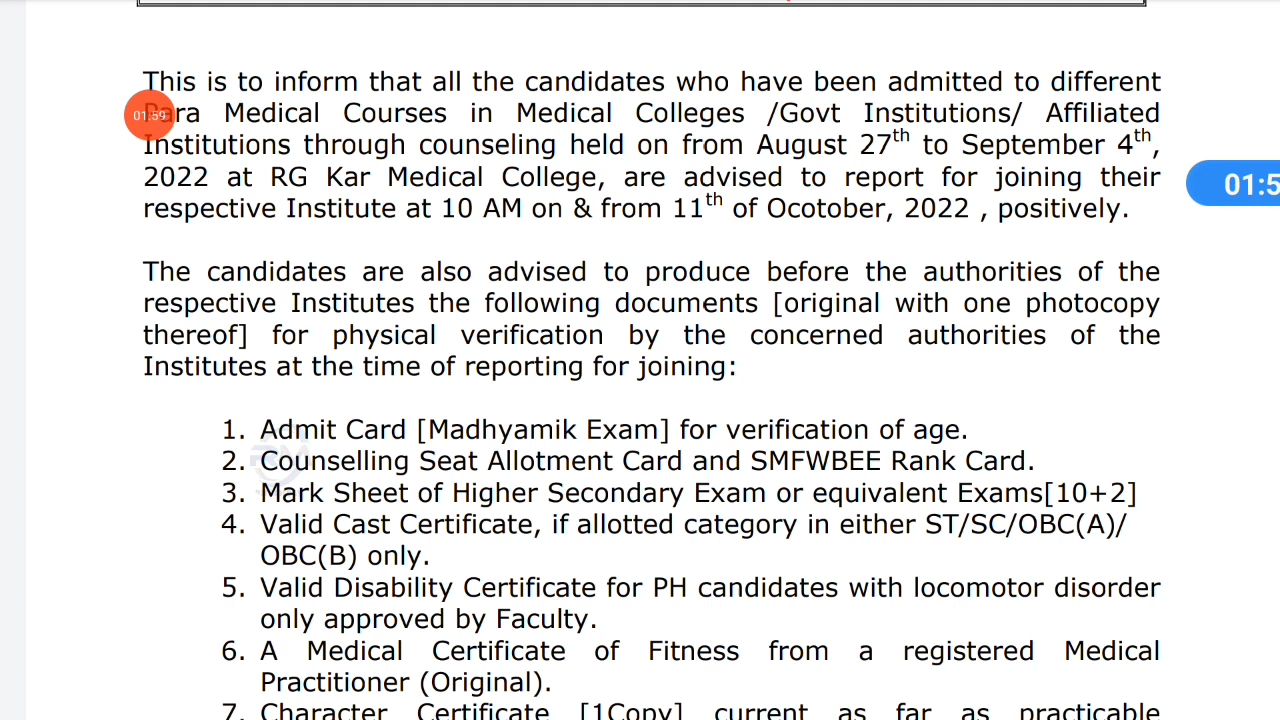 This is to inform that all the candidates who have been admitted to different
Para Medical Courses in Medical Colleges /Govt Institutions/ Affiliated
01:59
Institutions through counseling held on from August 27th to September 4th,
2022 at RG Kar Medical College, are advised to report for joining their
01:5
respective Institute at 10 AM on & from 11th of Ocotober, 2022 , positively.
The candidates are also advised to produce before the authorities of the
respective Institutes the following documents [original with one photocopy
thereof] for physical verification by the concerned authorities of the
Institutes at the time of reporting for joining:
1. Admit Card [Madhyamik Exam] for verification of age.
2. Counselling Seat Allotment Card and SMFWBEE Rank Card.
3. Mark Sheet of Higher Secondary Exam or equivalent Exams[10+2]
4. Valid Cast Certificate, if allotted category in either ST/SC/OBC(A)/
OBC(B) only.
5. Valid Disability Certificate for PH candidates with locomotor disorder
only approved by Faculty.
6. A Medical Certificate of Fitness from a registered Medical
Practitioner (Original).
7. Character Certificate [1Copy] current as far as practicable